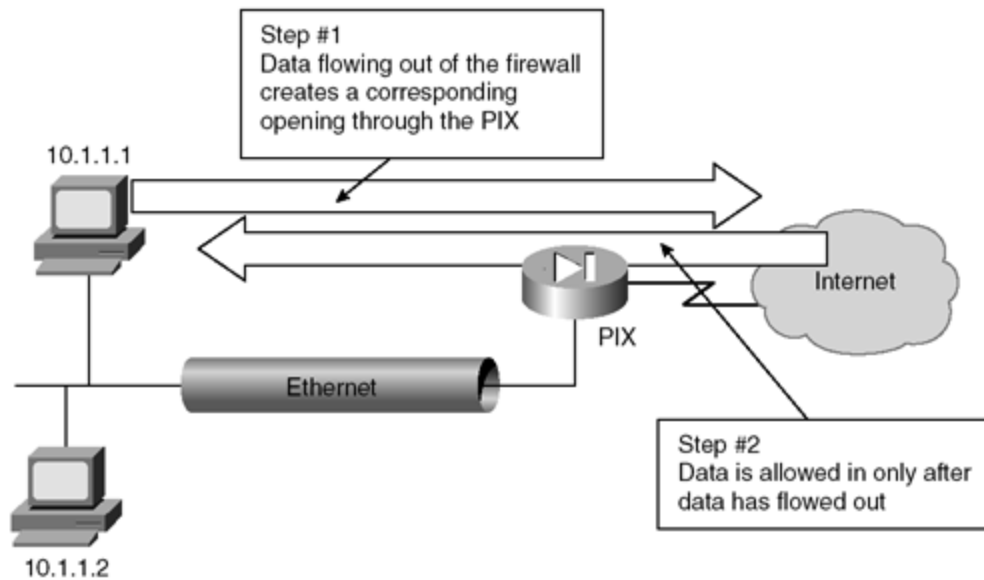 Step #1
Data flowing out of the firewall
creates a corresponding
opening through the PIX
10.1.1.1
Internet
PIX
Ethernet
Step #2
Data is allowed in only after
data has flowed out
10.1.1.2